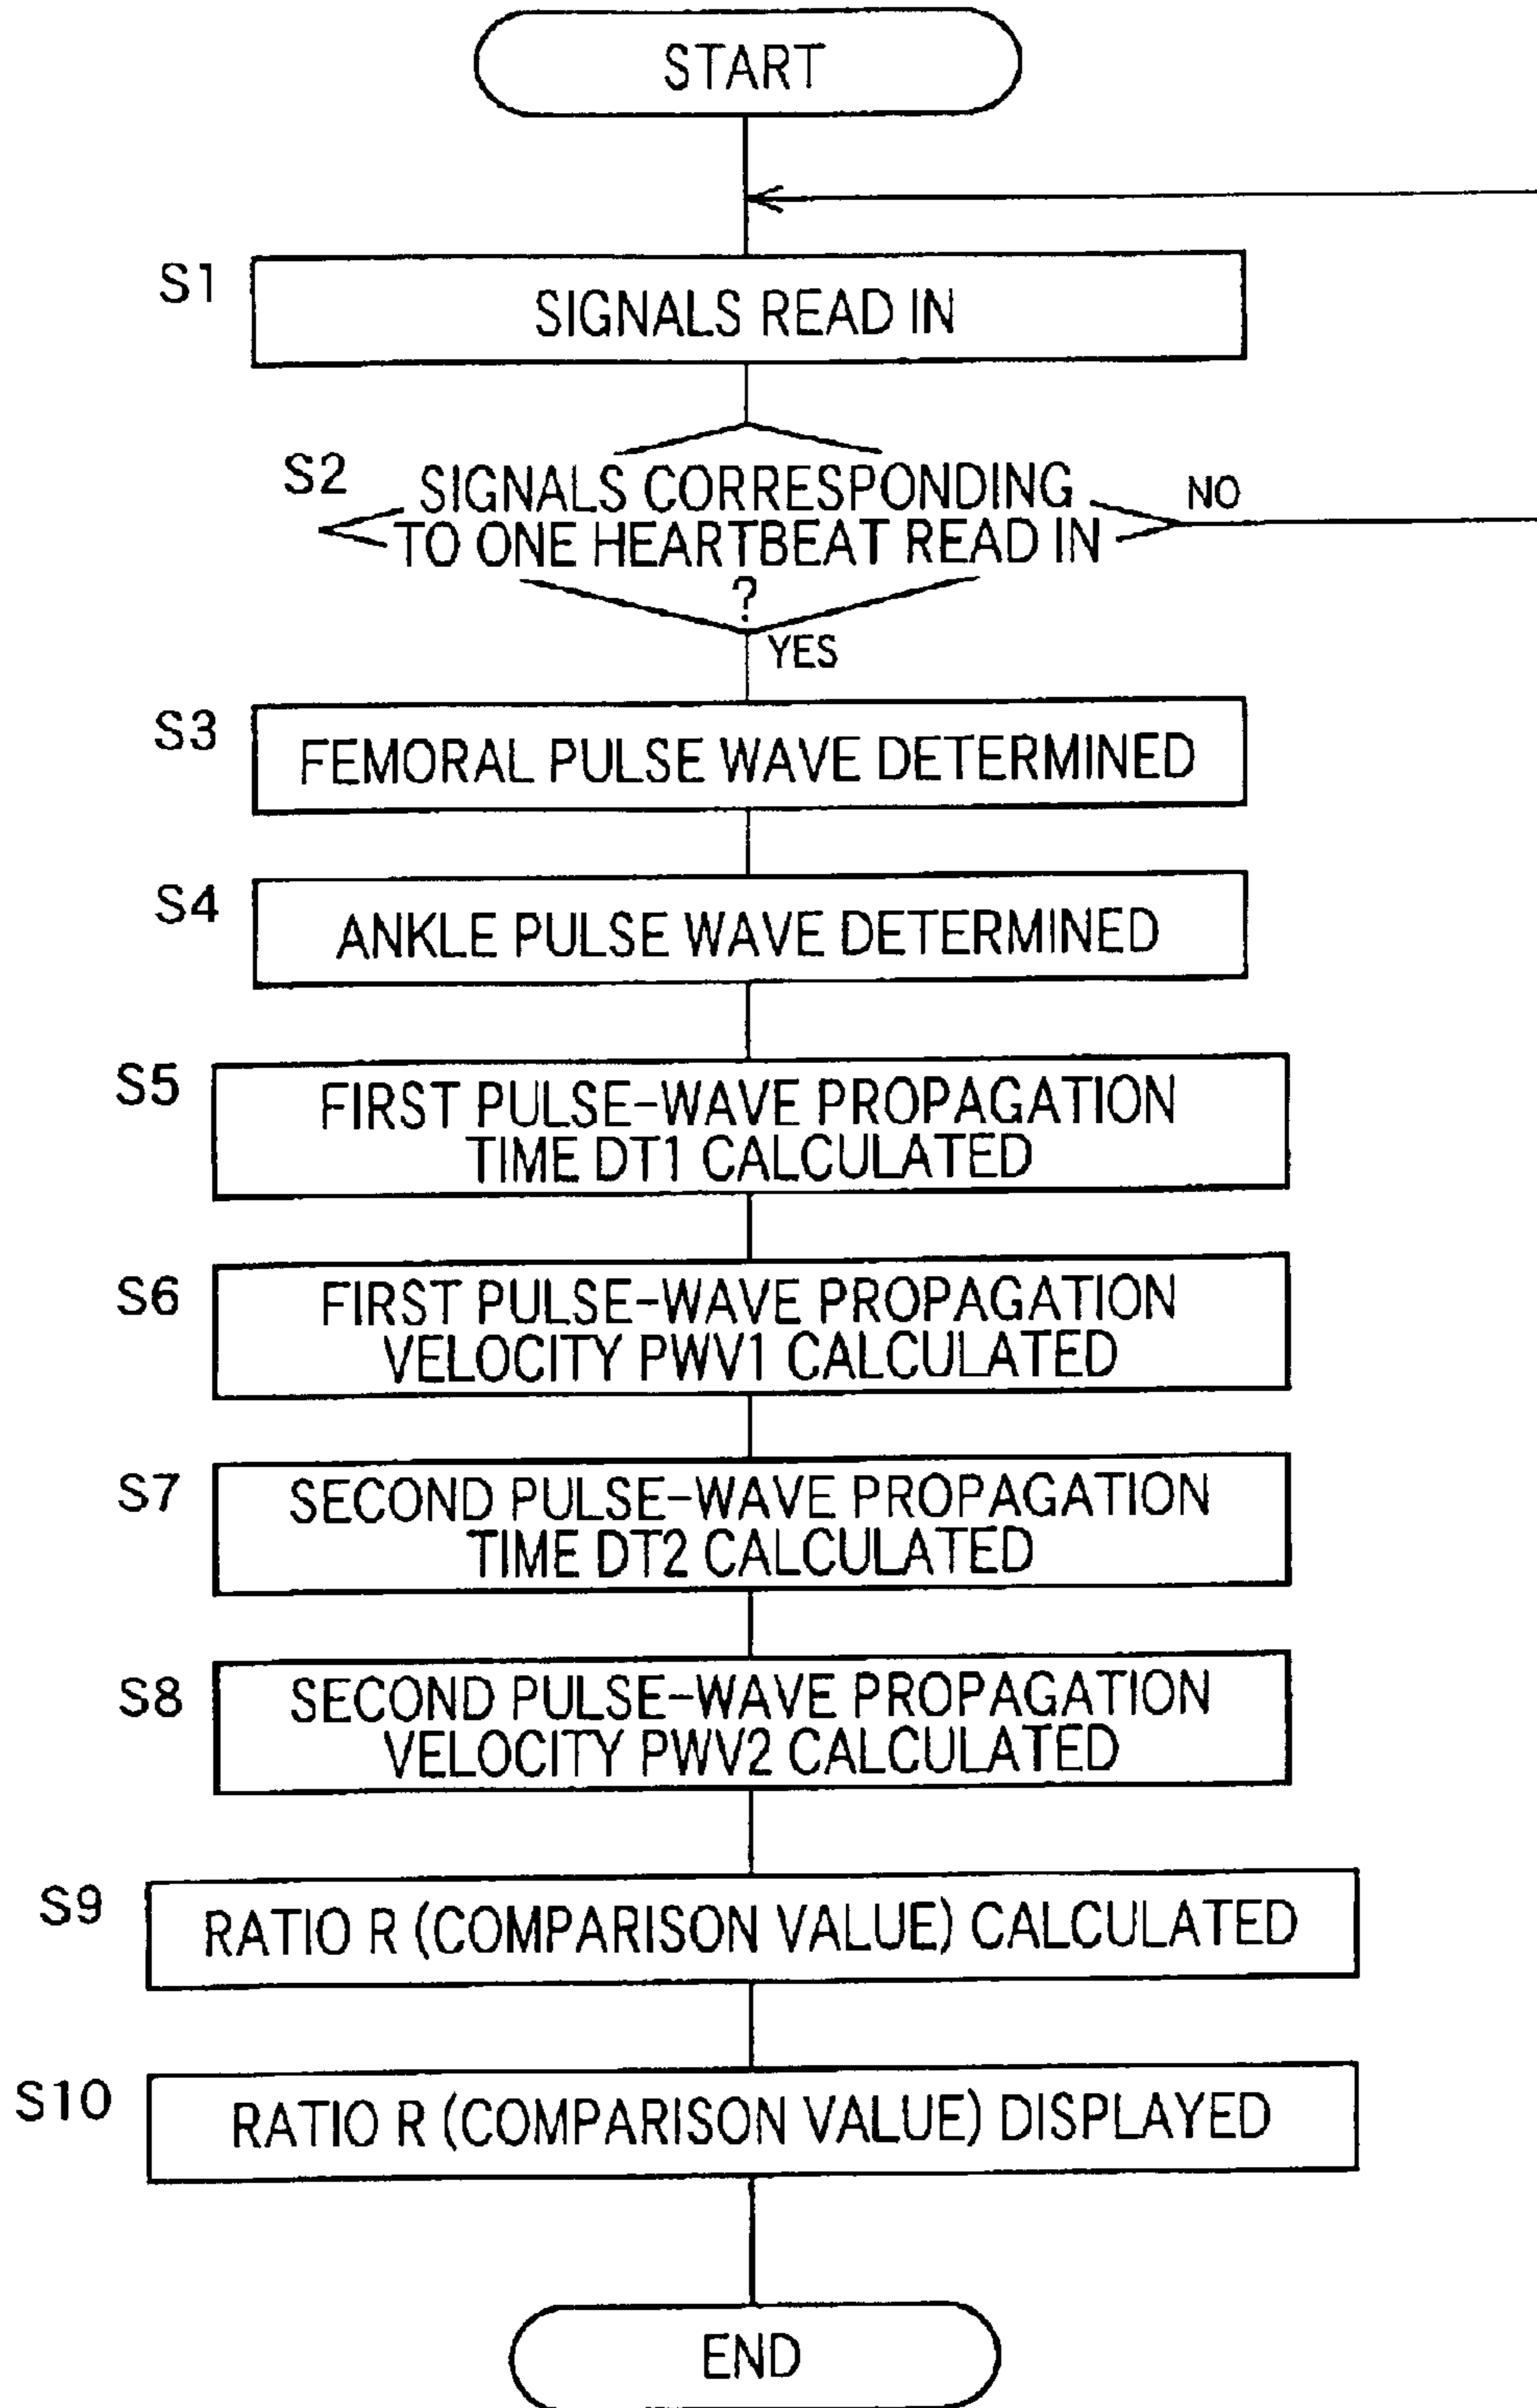 START
S1
SIGNALS READ IN
S2
SIGNALS CORRESPONDING
TO ONE HEARTBEAT READ IN
?
NO
YES
S3
FEMORAL PULSE WAVE DETERMINED
S4
ANKLE PULSE WAVE DETERMINED
S5
FIRST PULSE-WAVE PROPAGATION
TIME DT1 CALCULATED
S6
FIRST PULSE-WAVE PROPAGATION
VELOCITY PWV1 CALCULATED
S7
SECOND PULSE-WAVE PROPAGATION
TIME DT2 CALCULATED
S8
SECOND PULSE-WAVE PROPAGATION
VELOCITY PWV2 CALCULATED
S9
RATIO R (COMPARISON VALUE) CALCULATED
S10
RATIO R (COMPARISON VALUE) DISPLAYED
END